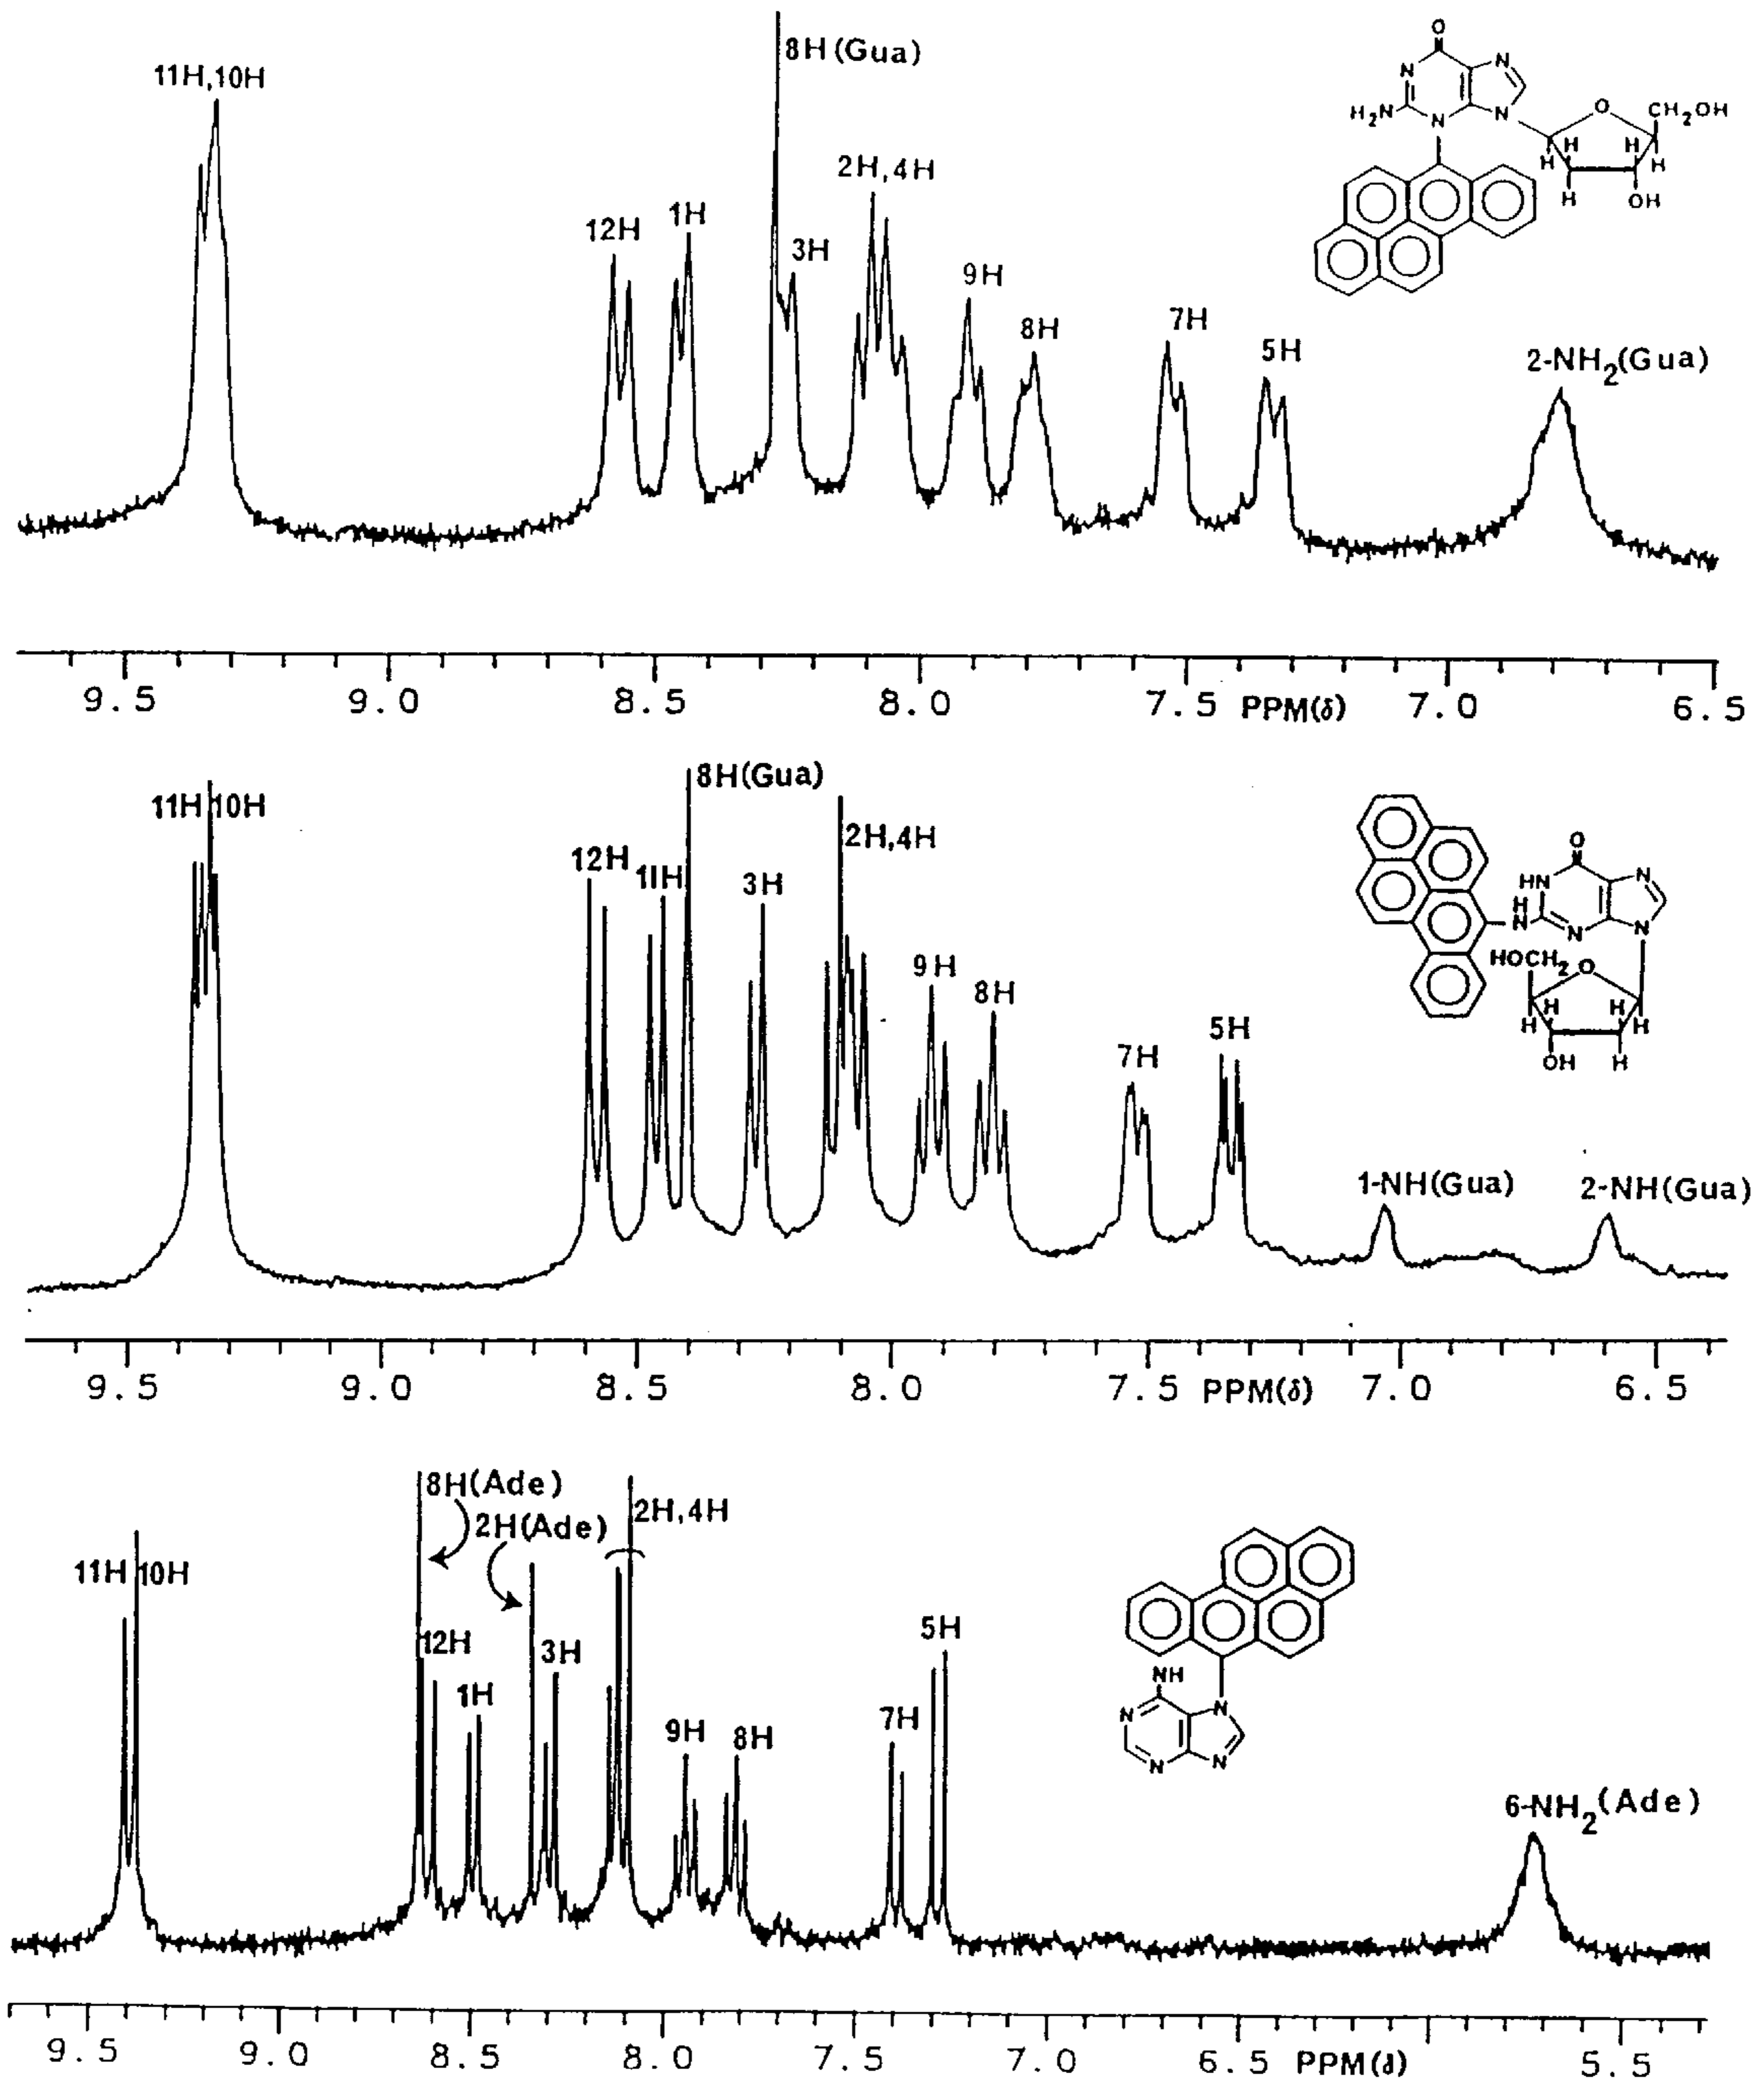 11H,10H
12H
1H
8H (Gua)
3H
2H, 4H
9H
8H
7H
5H
2-NH2(Gua)
O
N
N
H2N
N
N
O
CH2OH
H
H
H
H
H
OH
9.5 9.0 8.5 8.0 7.5 PPM(δ) 7.0 6.5
11H 10H
12H
11H
8H(Gua)
3H
2H,4H
9H
8H
7H
5H
1-NH(Gua)
2-NH(Gua)
O
HN
N
H
N
N
N
HOCH2
O
H
H
H
H
OH
H
9.5 9.0 8.5 8.0 7.5 PPM(δ) 7.0 6.5
8H(Ade)
2H(Ade)
2H,4H
11H 10H
12H
1H
3H
9H
8H
7H
5H
6-NH2(Ade)
NH
N
N
N
N
9.5 9.0 8.5 8.0 7.5 7.0 6.5 PPM(δ) 5.5